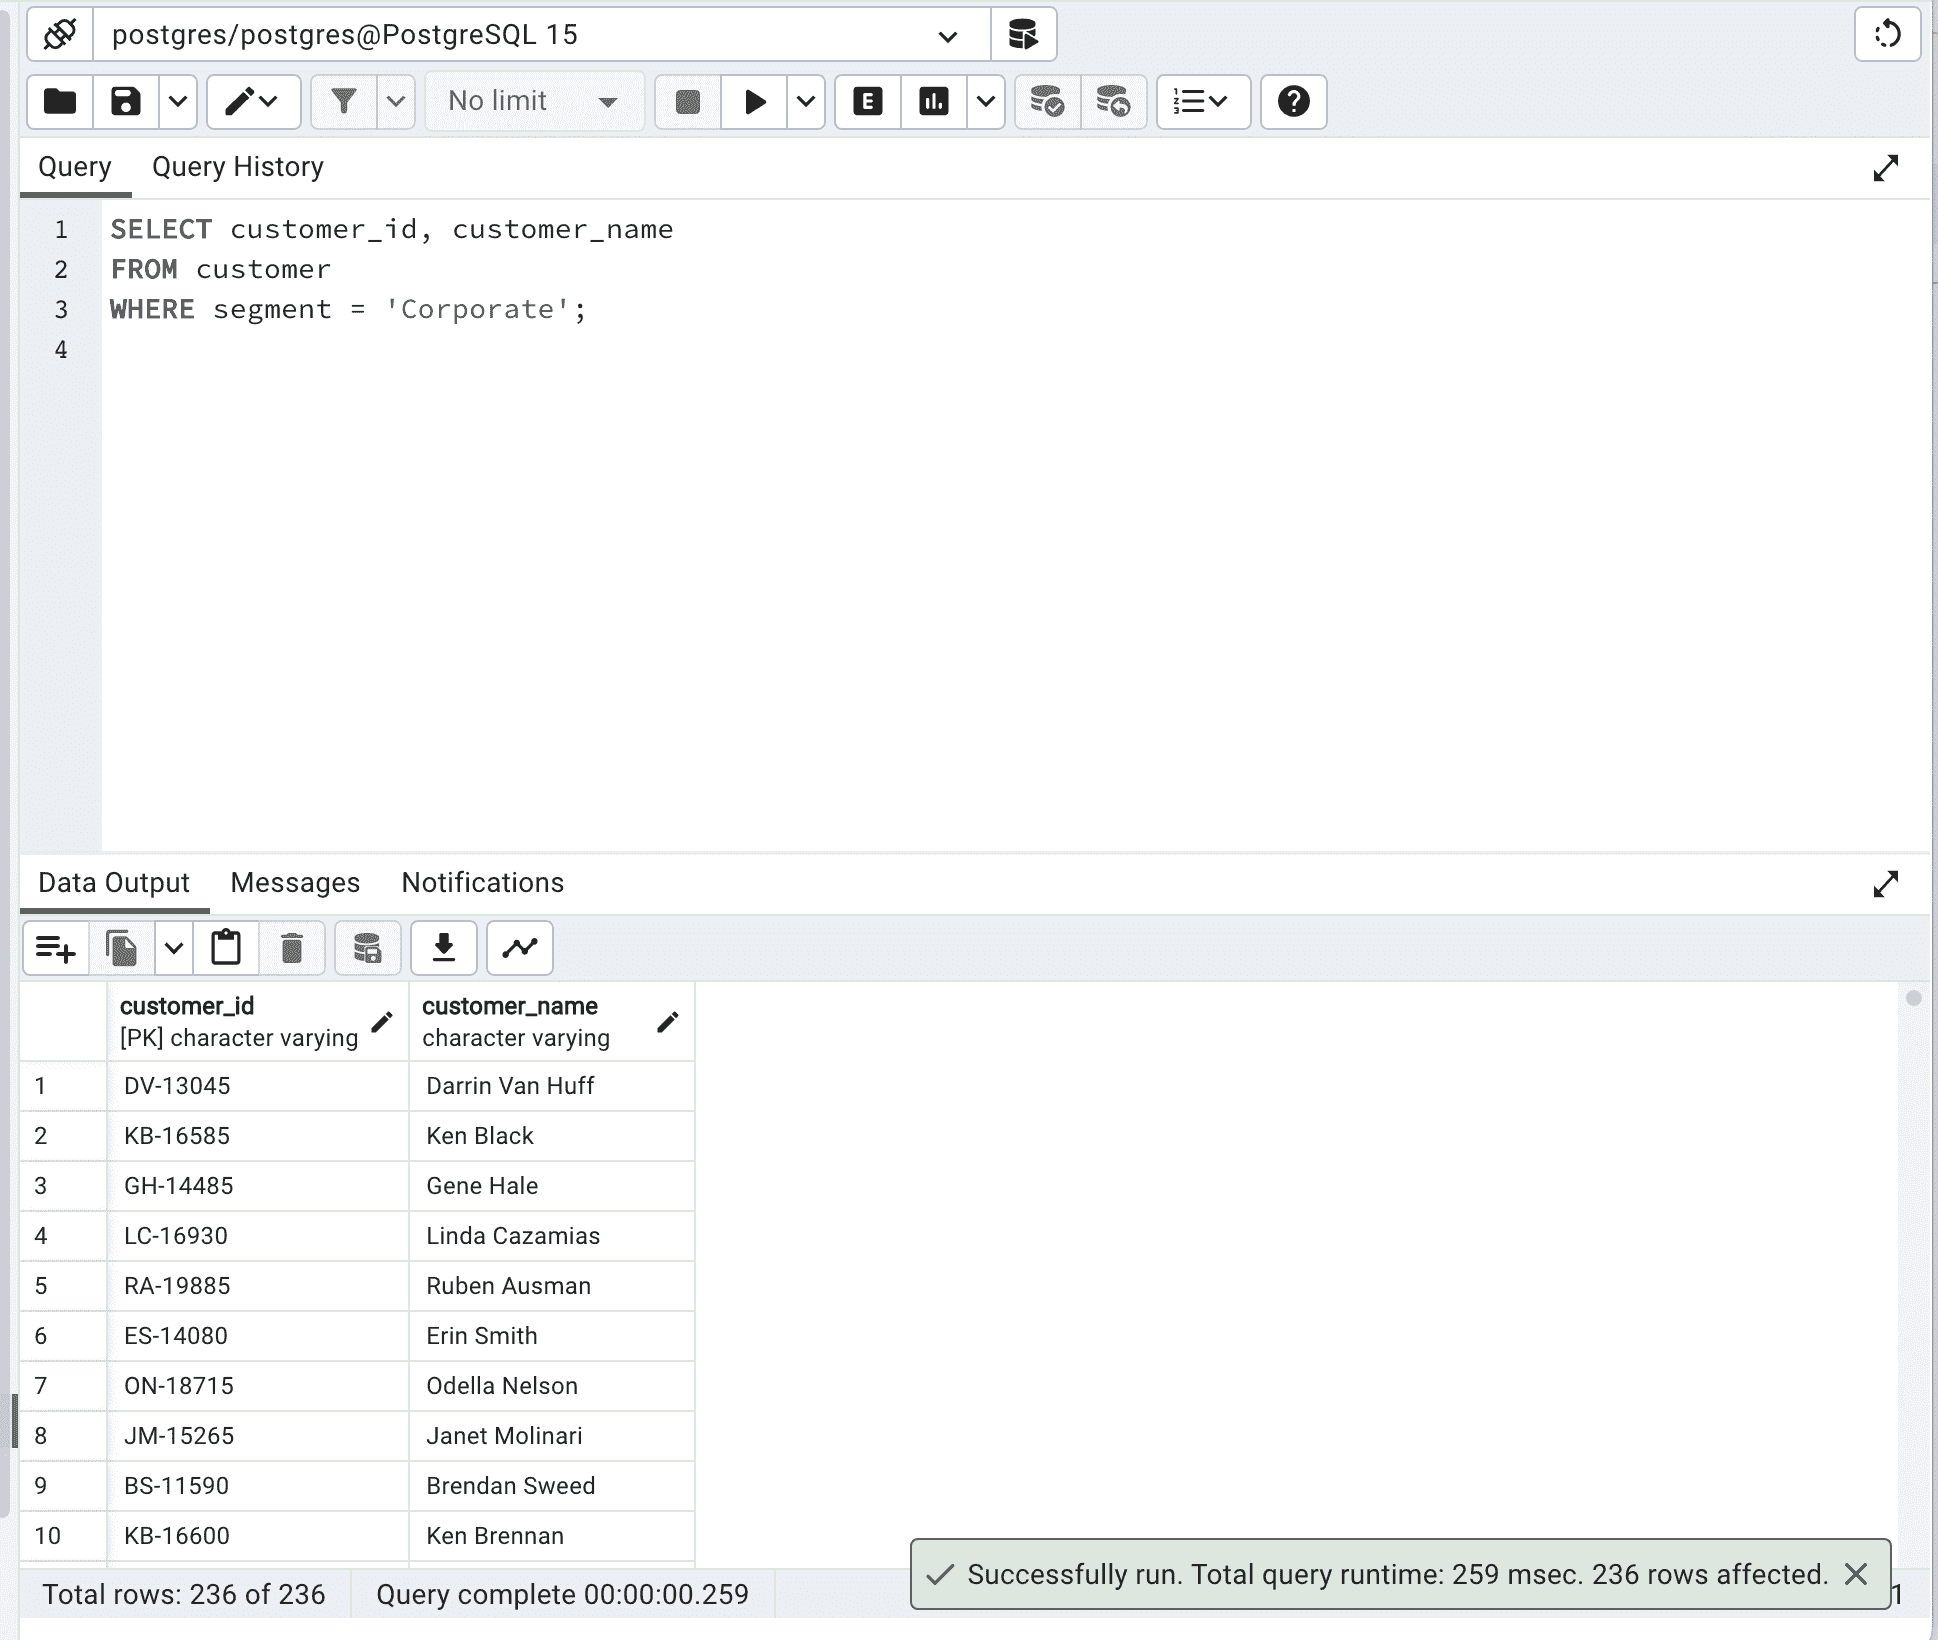 postgres/postgres@PostgreSQL 15
No limit
E
Query Query History
1 SELECT customer_id, customer_name
2 FROM customer
3 WHERE segment = 'Corporate';
4
Data Output Messages Notifications
customer_id customer_name
[PK] character varying character varying
1 DV-13045 Darrin Van Huff
2 KB-16585 Ken Black
3 GH-14485 Gene Hale
4 LC-16930 Linda Cazamias
5 RA-19885 Ruben Ausman
6 ES-14080 Erin Smith
7 ON-18715 Odella Nelson
8 JM-15265 Janet Molinari
9 BS-11590 Brendan Sweed
10 KB-16600 Ken Brennan
Successfully run. Total query runtime: 259 msec. 236 rows affected.
Total rows: 236 of 236 Query complete 00:00:00.259 1